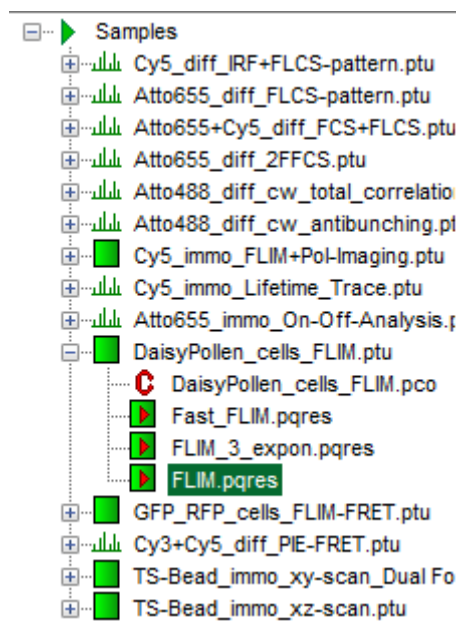 Samples
Cy5_diff_IRF+FLCS-pattern.ptu
Atto655_diff_FLCS-pattern.ptu
Atto655+Cy5_diff_FCS+FLCS.ptu
Atto655_diff_2FFCS.ptu
Atto488_diff_cw_total_correlatio
Atto488_diff_cw_antibunching.pt
Cy5_immo_FLIM+Pol-Imaging.ptu
Cy5_immo_Lifetime_Trace.ptu
Atto655_immo_On-Off-Analysis.p
DaisyPollen_cells_FLIM.ptu
C DaisyPollen_cells_FLIM.pco
Fast_FLIM.pqres
FLIM_3_expon.pqres
FLIM.pqres
GFP_RFP_cells_FLIM-FRET.ptu
Cy3+Cy5_diff_PIE-FRET.ptu
TS-Bead_immo_xy-scan_Dual Fo
TS-Bead_immo_xz-scan.ptu